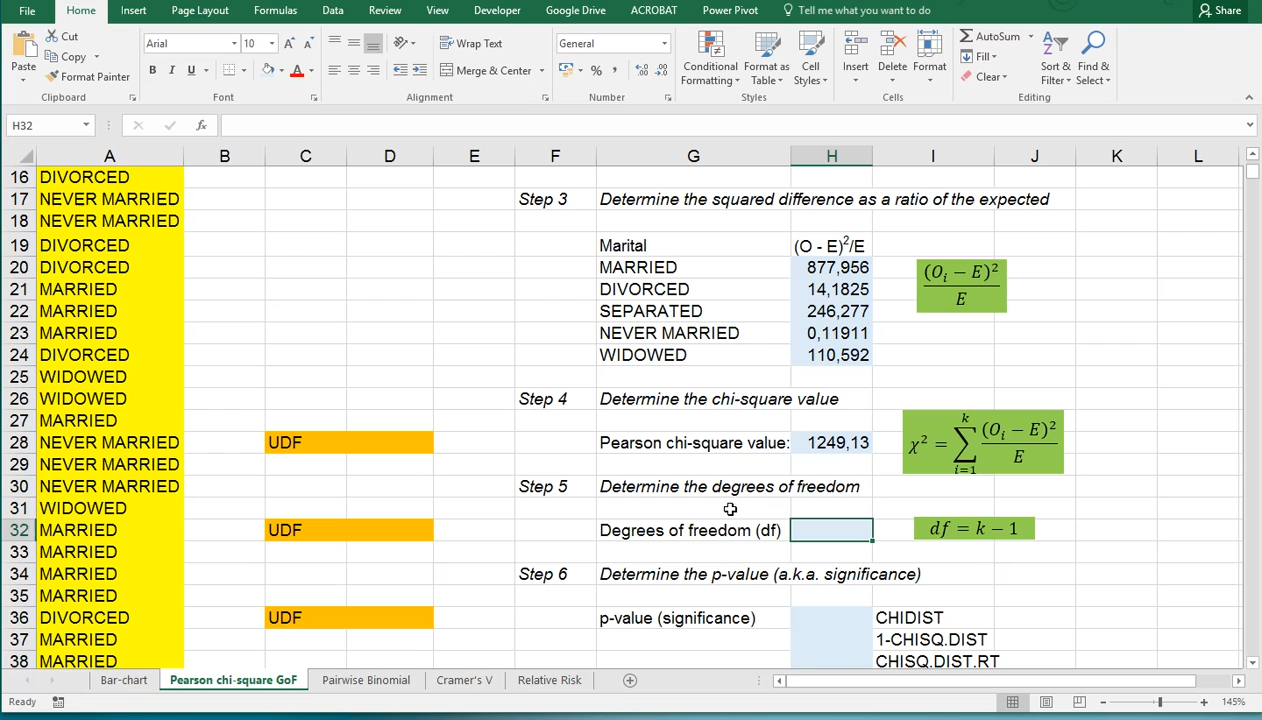 File Home Insert Page Layout Formulas Data Review View Developer Google Drive ACROBAT Power Pivot Tell me what you want to do Share
Cut
Copy
Paste
Format Painter
Clipboard
Arial 10 A A
B I U A
Font
Wrap Text
Merge & Center
Alignment
General
% ,
Number
Conditional Formatting
Format as Table
Cell Styles
Styles
Insert Delete Format
Cells
AutoSum
Fill
Clear
Sort & Filter
Find & Select
Editing
H32 fx
A B C D E F G H I J K L
16 DIVORCED
17 NEVER MARRIED Step 3 Determine the squared difference as a ratio of the expected
18 NEVER MARRIED
19 DIVORCED Marital (O - E)²/E
20 DIVORCED MARRIED 877,956
21 MARRIED DIVORCED 14,1825
22 MARRIED SEPARATED 246,277
23 MARRIED NEVER MARRIED 0,11911
24 DIVORCED WIDOWED 110,592
(Oᵢ − E)²
E
25 WIDOWED
26 WIDOWED Step 4 Determine the chi-square value
27 MARRIED
28 NEVER MARRIED UDF Pearson chi-square value: 1249,13
χ² = ∑ k i=1 (Oᵢ − E)² E
29 NEVER MARRIED
30 NEVER MARRIED Step 5 Determine the degrees of freedom
31 WIDOWED
32 MARRIED UDF Degrees of freedom (df) df = k − 1
33 MARRIED
34 MARRIED Step 6 Determine the p-value (a.k.a. significance)
35 MARRIED
36 DIVORCED UDF p-value (significance) CHIDIST
37 MARRIED 1-CHISQ.DIST
38 MARRIED CHISQ.DIST.RT
Bar-chart Pearson chi-square GoF Pairwise Binomial Cramer's V Relative Risk
Ready 145%